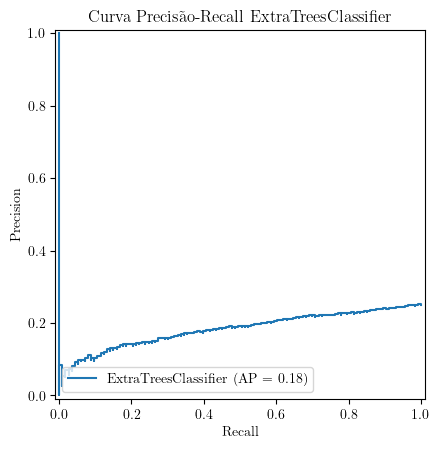 Curva Precisão-Recall ExtraTreesClassifier
1.0
0.8
0.6
0.4
0.2
0.0
Precision
ExtraTreesClassifier (AP = 0.18)
0.0 0.2 0.4 0.6 0.8 1.0
Recall